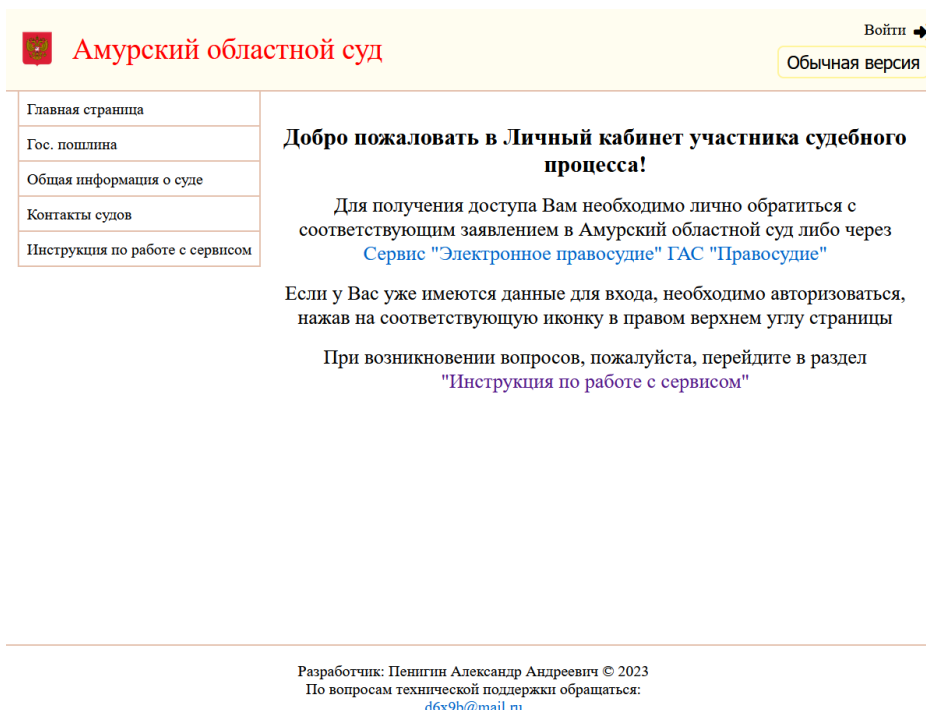 Амурский областной суд
Войти
Обычная версия
Главная страница
Гос. пошлина
Общая информация о суде
Контакты судов
Инструкция по работе с сервисом
Добро пожаловать в Личный кабинет участника судебного
процесса!
Для получения доступа Вам необходимо лично обратиться с
соответствующим заявлением в Амурский областной суд либо через
Сервис "Электронное правосудие" ГАС "Правосудие"
Если у Вас уже имеются данные для входа, необходимо авторизоваться,
нажав на соответствующую иконку в правом верхнем углу страницы
При возникновении вопросов, пожалуйста, перейдите в раздел
"Инструкция по работе с сервисом"
Разработчик: Пенигин Александр Андреевич © 2023
По вопросам технической поддержки обращаться:
d6x9b@mail.ru